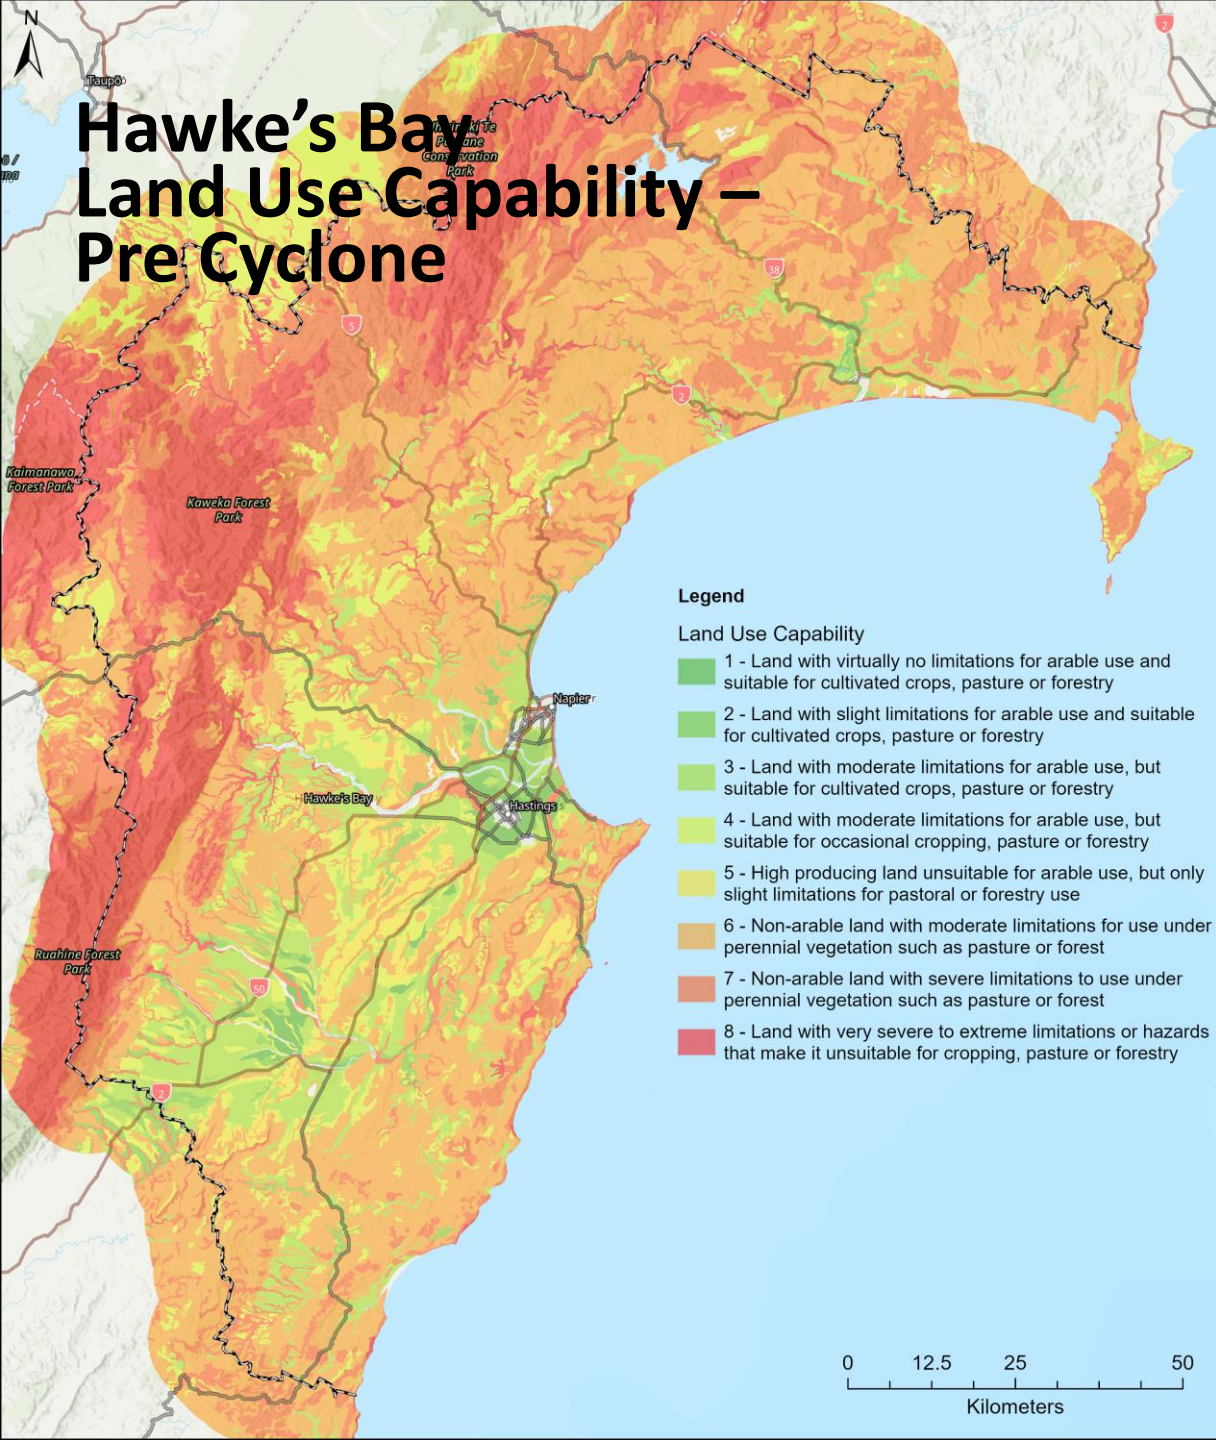 N
2
Taupō
Hawke’s Bay
Land Use Capability –
Pre Cyclone
Conservation
Park
38
5
2
Kaimanawa
Forest Park
Kaweka Forest
Park
Legend
Land Use Capability
1 - Land with virtually no limitations for arable use and
suitable for cultivated crops, pasture or forestry
2 - Land with slight limitations for arable use and suitable
for cultivated crops, pasture or forestry
3 - Land with moderate limitations for arable use, but
suitable for cultivated crops, pasture or forestry
4 - Land with moderate limitations for arable use, but
suitable for occasional cropping, pasture or forestry
5 - High producing land unsuitable for arable use, but only
slight limitations for pastoral or forestry use
6 - Non-arable land with moderate limitations for use under
perennial vegetation such as pasture or forest
7 - Non-arable land with severe limitations to use under
perennial vegetation such as pasture or forest
8 - Land with very severe to extreme limitations or hazards
that make it unsuitable for cropping, pasture or forestry
Napier
Hawke's Bay
Hastings
Ruahine Forest
Park
50
2
0 12.5 25 50
Kilometers